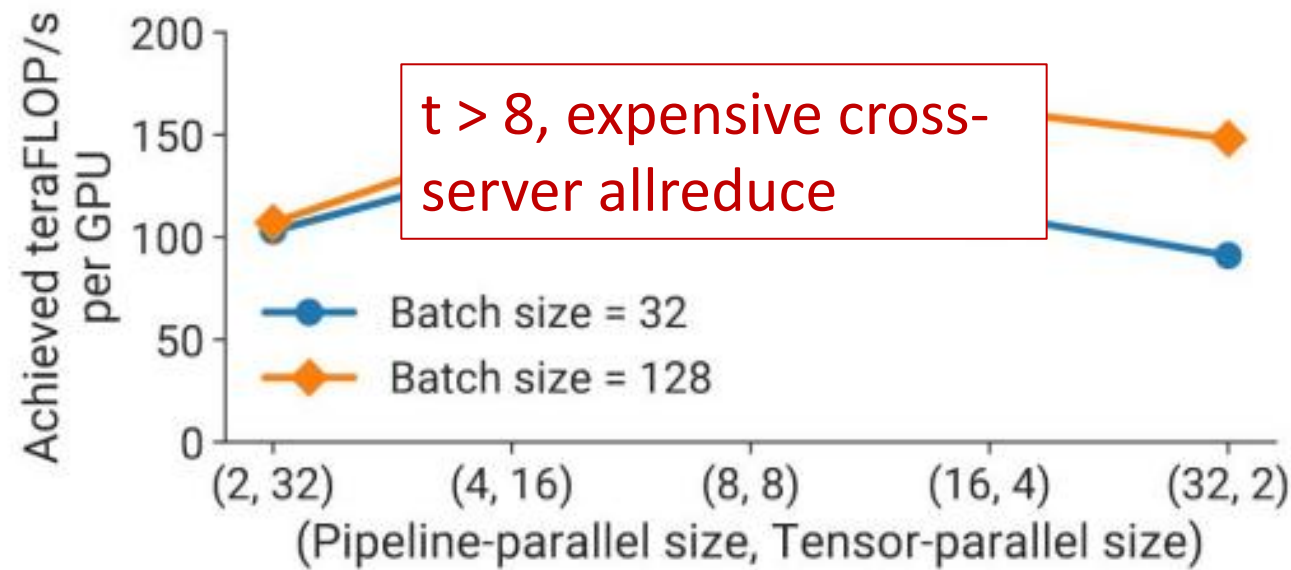 Achieved teraFLOP/s
per GPU
200
150
100
50
0
t > 8, expensive cross-
server allreduce
Batch size = 32
Batch size = 128
(2, 32)
(4, 16)
(8, 8)
(16, 4)
(32, 2)
(Pipeline-parallel size, Tensor-parallel size)